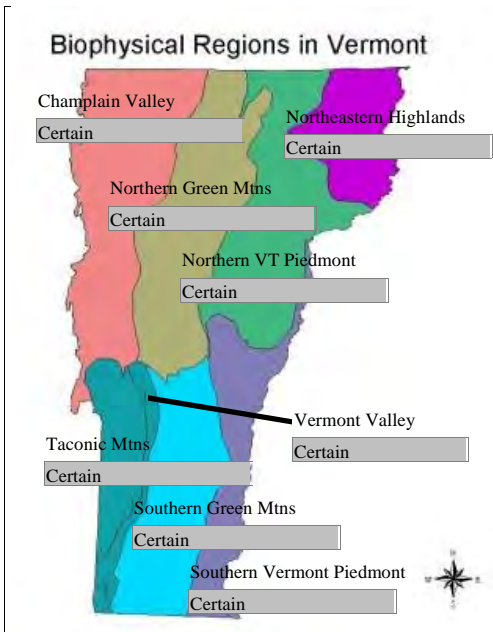 Biophysical Regions in Vermont
Champlain Valley
Certain
Northeastern Highlands
Certain
Northern Green Mtns
Certain
Northern VT Piedmont
Certain
Vermont Valley
Certain
Taconic Mtns
Certain
Southern Green Mtns
Certain
Southern Vermont Piedmont
Certain